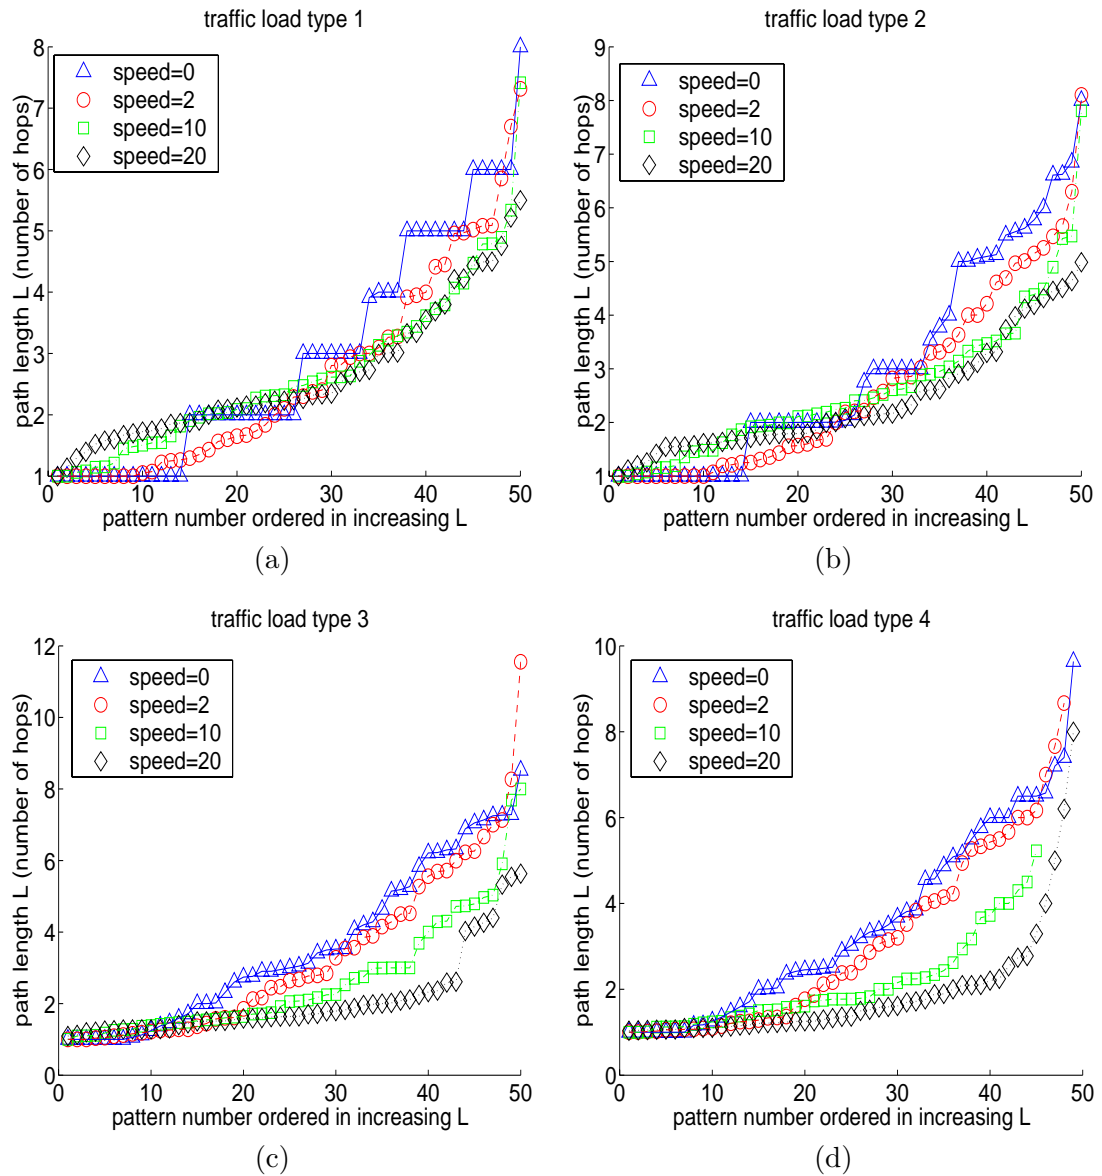 traffic load type 1
path length L (number of hops)
8
7
6
5
4
3
2
1
speed=0
speed=2
speed=10
speed=20
0 10 20 30 40 50
pattern number ordered in increasing L
(a)
traffic load type 2
path length L (number of hops)
9
8
7
6
5
4
3
2
1
speed=0
speed=2
speed=10
speed=20
0 10 20 30 40 50
pattern number ordered in increasing L
(b)
traffic load type 3
path length L (number of hops)
12
10
8
6
4
2
0
speed=0
speed=2
speed=10
speed=20
0 10 20 30 40 50
pattern number ordered in increasing L
(c)
traffic load type 4
path length L (number of hops)
10
8
6
4
2
0
speed=0
speed=2
speed=10
speed=20
0 10 20 30 40 50
pattern number ordered in increasing L
(d)